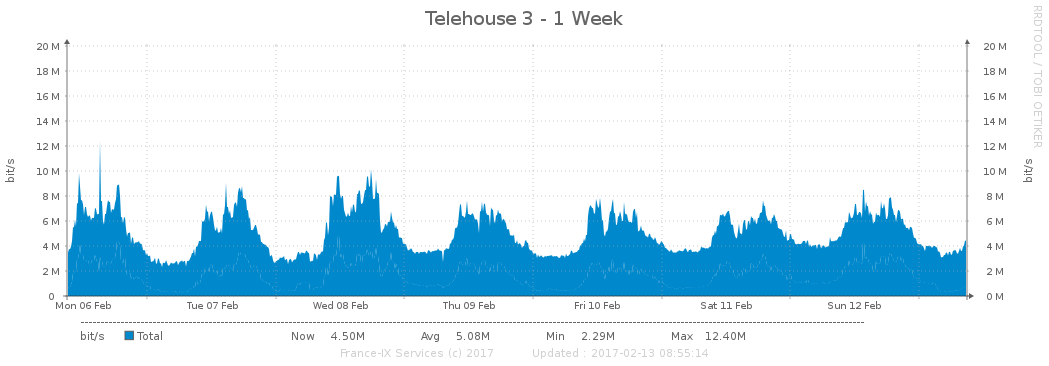 Telehouse 3 - 1 Week
RRDTOOL / TOBI OETIKER
bit/s
bit/s
20 M 20 M
18 M 18 M
16 M 16 M
14 M 14 M
12 M 12 M
10 M 10 M
8 M 8 M
6 M 6 M
4 M 4 M
2 M 2 M
0 0 M
Mon 06 Feb Tue 07 Feb Wed 08 Feb Thu 09 Feb Fri 10 Feb Sat 11 Feb Sun 12 Feb
bit/s Total Now 4.50M Avg 5.08M Min 2.29M Max 12.40M
France-IX Services (c) 2017 Updated : 2017-02-13 08:55:14